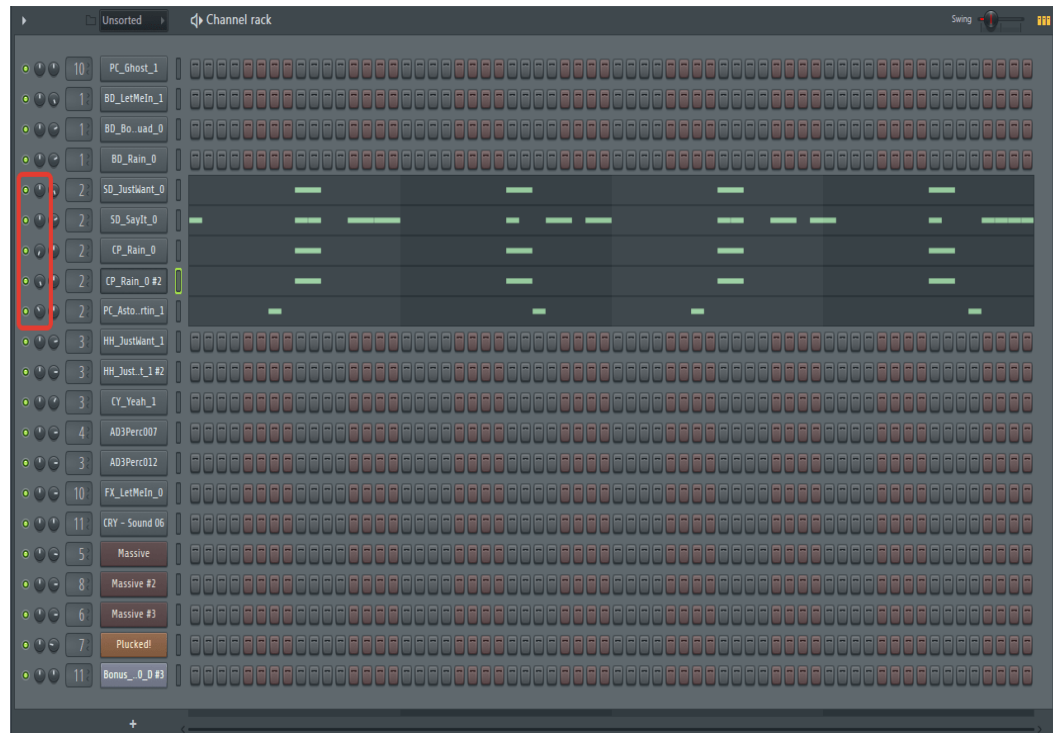 Unsorted Channel rack Swing
10 PC_Ghost_1
1 BD_LetMeIn_1
1 BD_Bo..uad_0
1 BD_Rain_0
2 SD_JustWant_0
2 SD_SayIt_0
2 CP_Rain_0
2 CP_Rain_0 #2
2 PC_Asto..rtin_1
3 HH_JustWant_1
3 HH_Just..t_1 #2
3 CY_Yeah_1
4 AD3Perc007
3 AD3Perc012
10 FX_LetMeIn_0
11 CRY - Sound 06
5 Massive
8 Massive #2
6 Massive #3
7 Plucked!
11 Bonus_..0_D #3
+